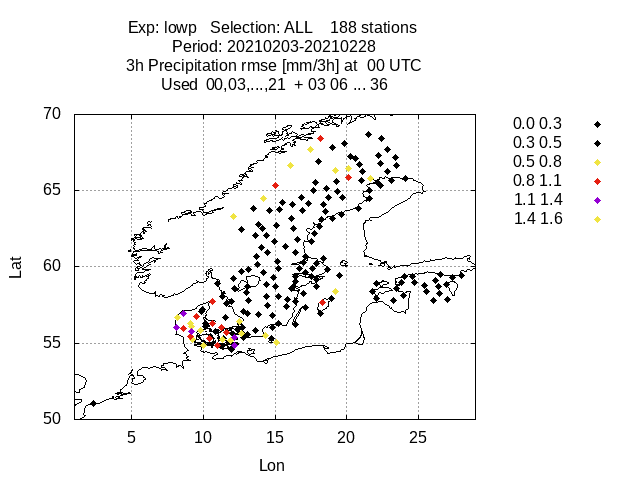 Exp: lowp Selection: ALL 188 stations
Period: 20210203-20210228
3h Precipitation rmse [mm/3h] at 00 UTC
Used 00,03,...,21 + 03 06 ... 36
70
65
60
55
50
Lat
5 10 15 20 25
Lon
0.0 0.3
0.3 0.5
0.5 0.8
0.8 1.1
1.1 1.4
1.4 1.6